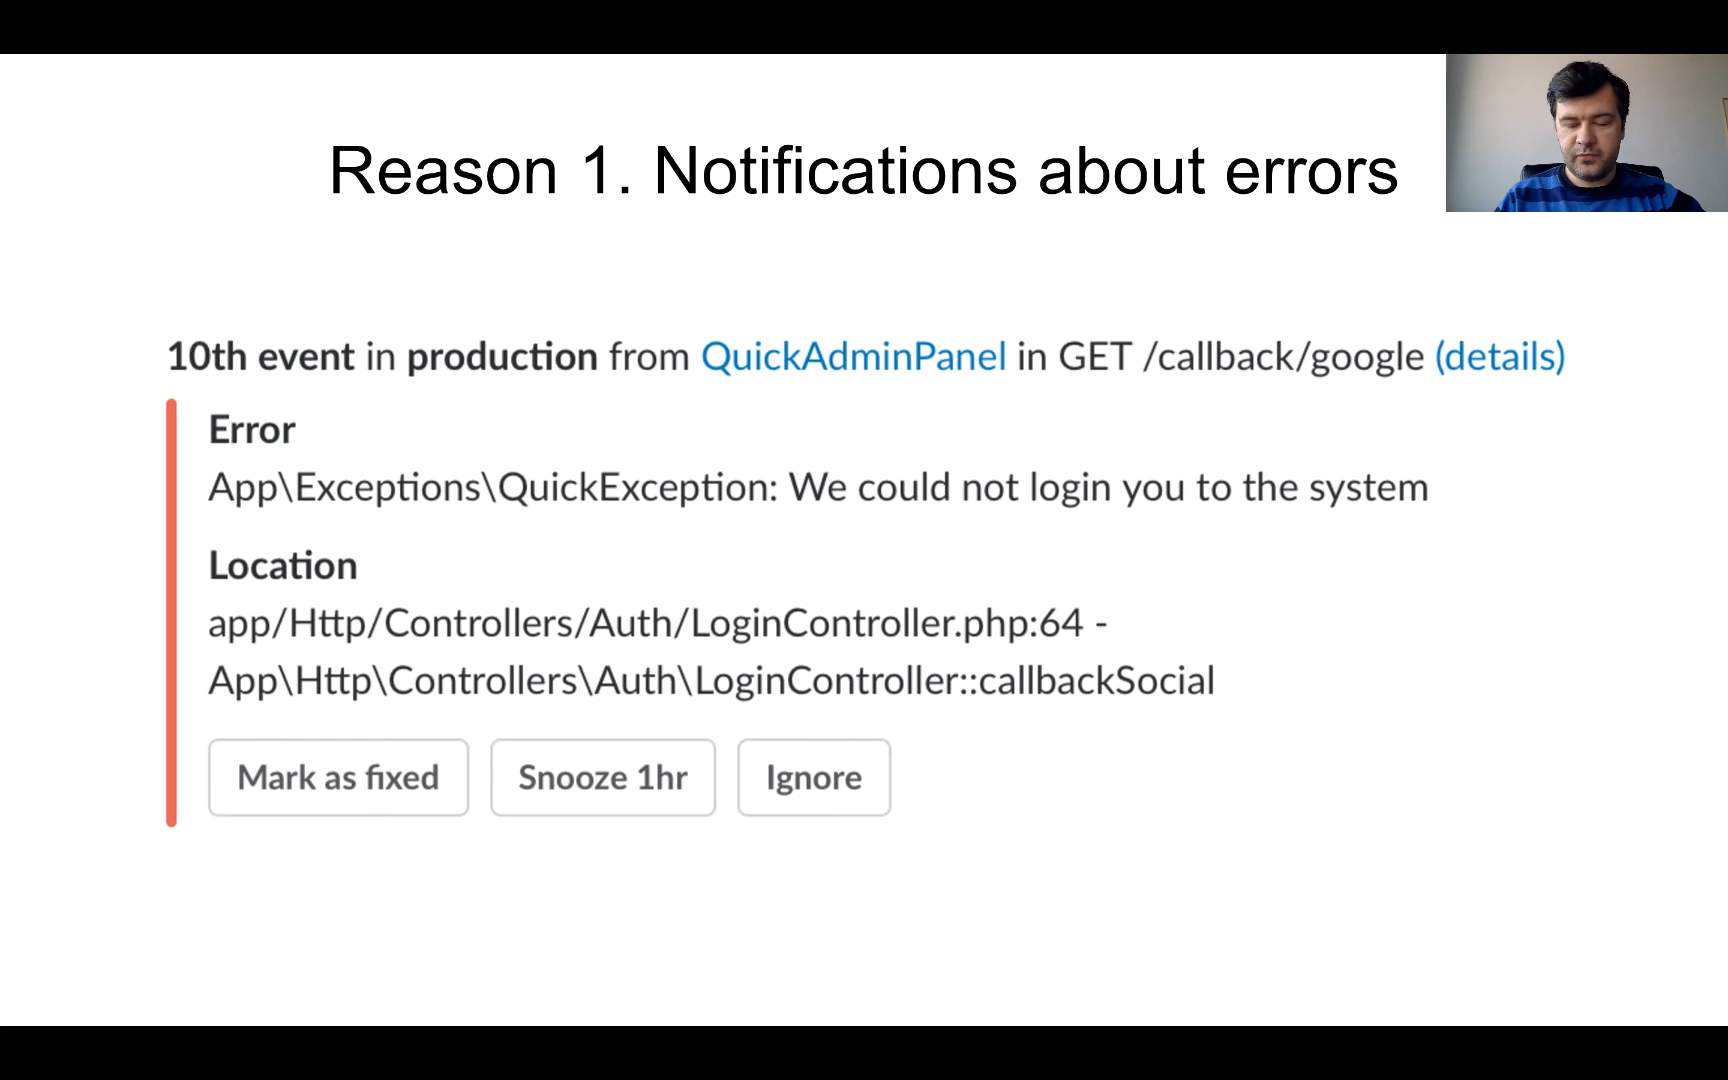 Reason 1. Notifications about errors
10th event in production from QuickAdminPanel in GET /callback/google (details)
Error
App\Exceptions\QuickException: We could not login you to the system
Location
app/Http/Controllers/Auth/LoginController.php:64 -
App\Http\Controllers\Auth\LoginController::callbackSocial
Mark as fixed Snooze 1hr Ignore